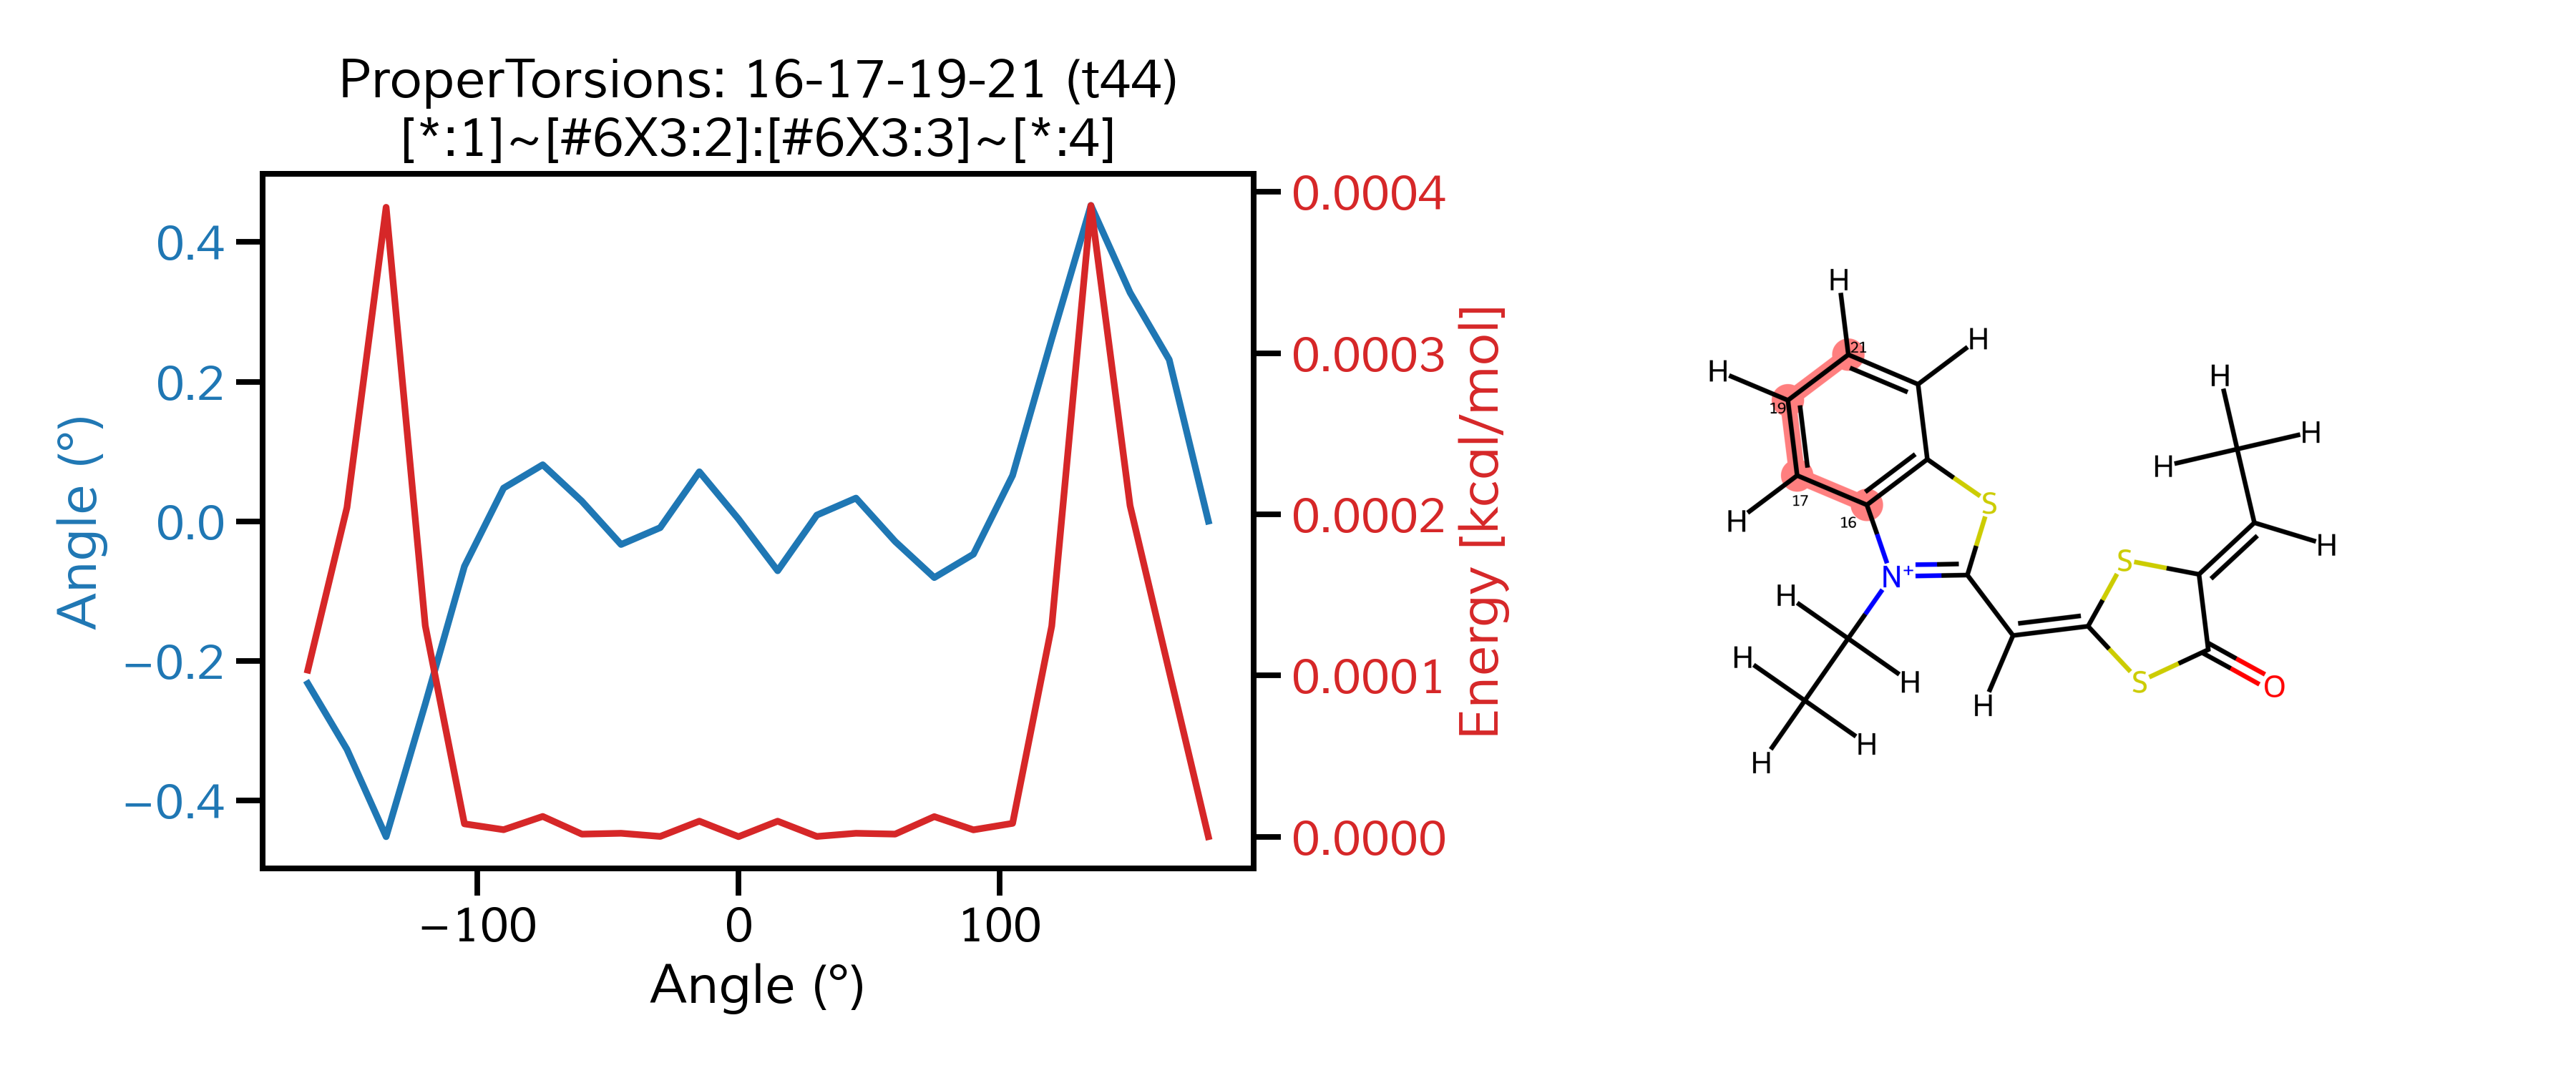 ProperTorsions: 16-17-19-21 (t44)
[*:1]~[#6X3:2]:[#6X3:3]~[*:4]
Angle (°)
0.4
0.2
0.0
−0.2
−0.4
0.0004
0.0003
0.0002
0.0001
0.0000
Energy [kcal/mol]
−100
0
100
Angle (°)
H
H
21
H
19
H
17
16
S
N+
H
H
H
H
H
H
S
S
O
H
H
H
H